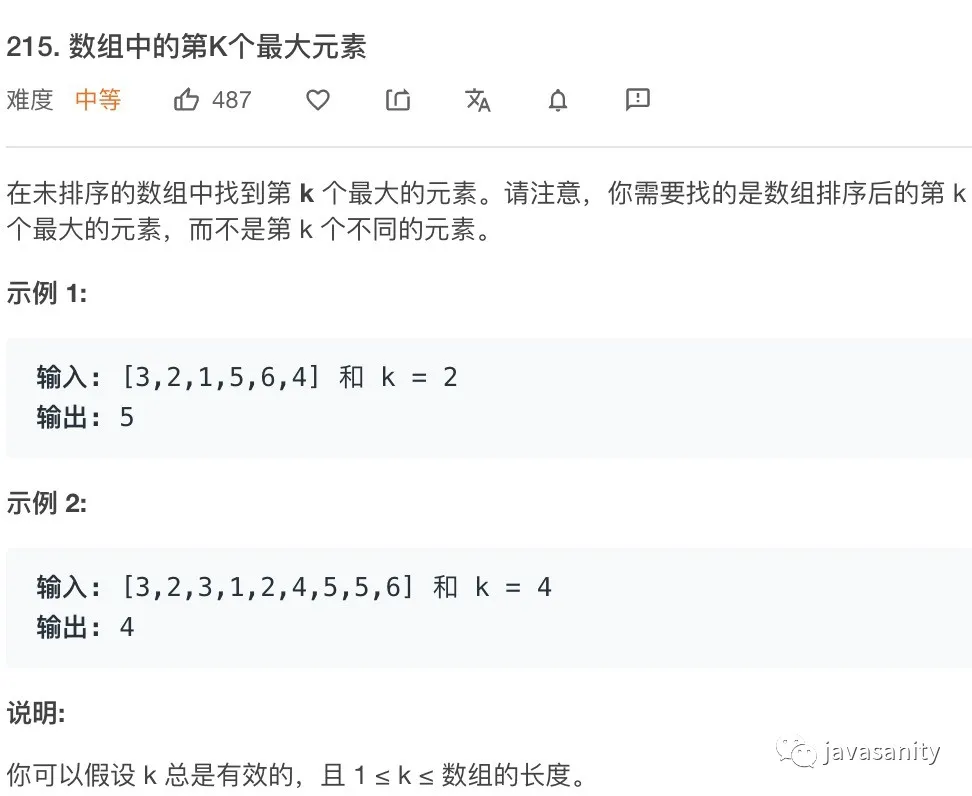 215. 数组中的第K个最大元素
难度 中等 487
在未排序的数组中找到第 k 个最大的元素。请注意，你需要找的是数组排序后的第 k
个最大的元素，而不是第 k 个不同的元素。
示例 1:
输入: [3,2,1,5,6,4] 和 k = 2
输出: 5
示例 2:
输入: [3,2,3,1,2,4,5,5,6] 和 k = 4
输出: 4
说明:
你可以假设 k 总是有效的，且 1 ≤ k ≤ 数组的长度。
javasanity